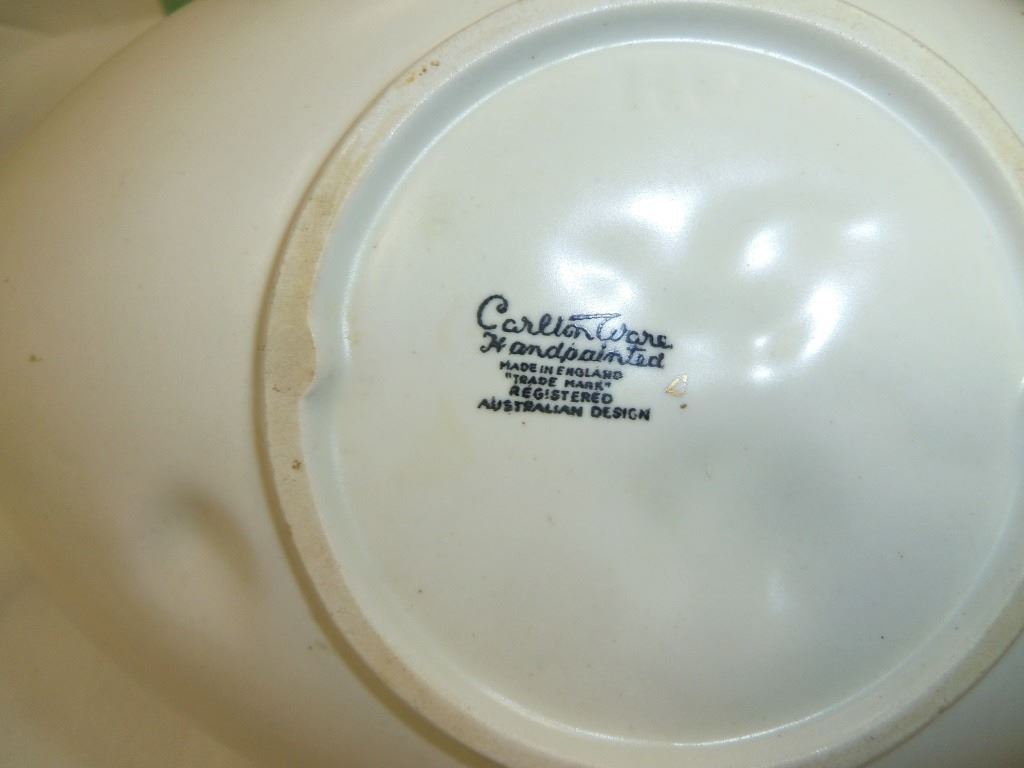 Carlton Ware
Handpainted
MADE IN ENGLAND
"TRADE MARK"
REGISTERED
AUSTRALIAN DESIGN